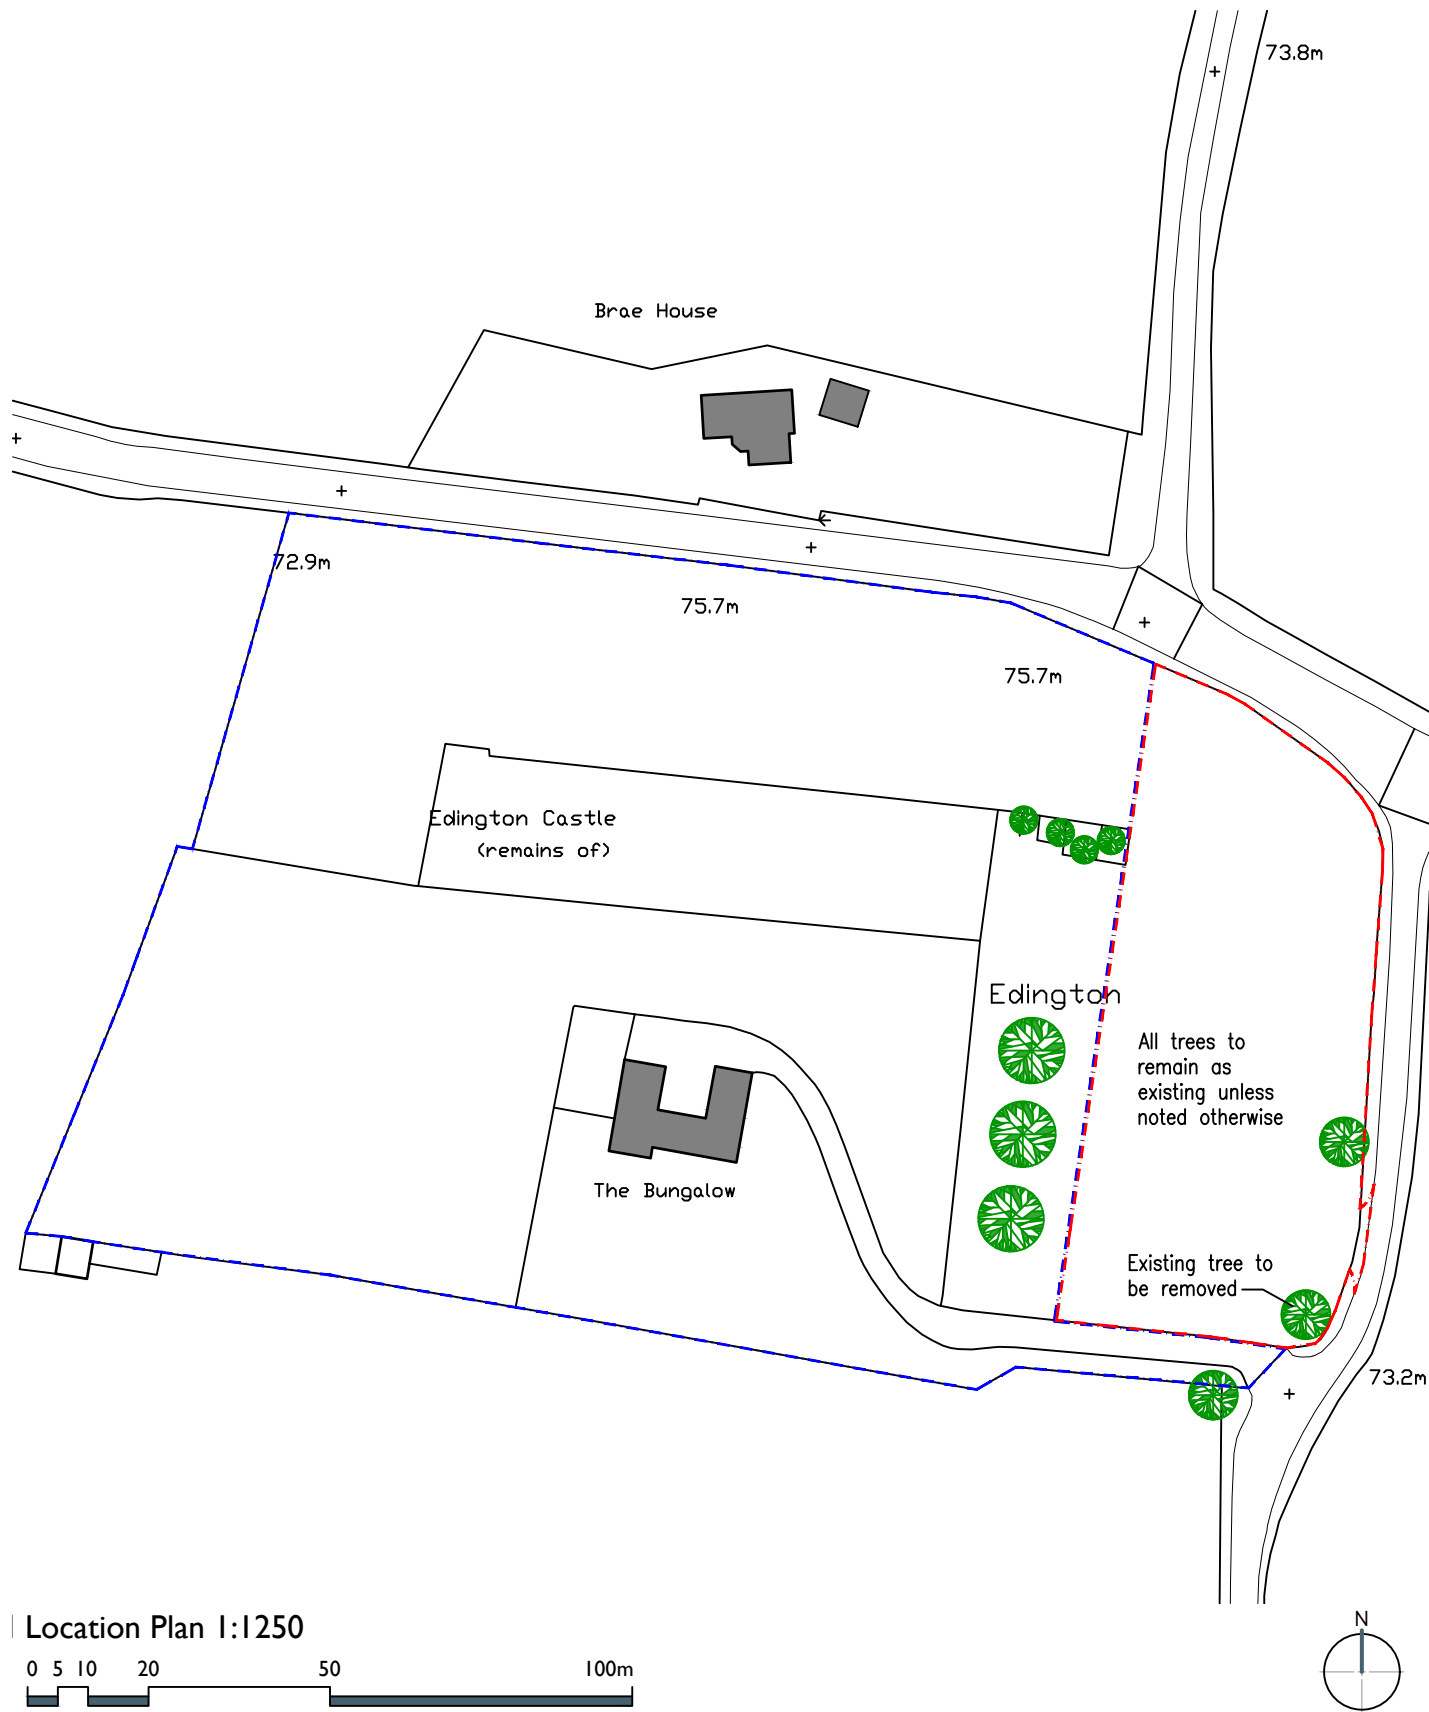 73.8m
Brae House
72.9m
75.7m
75.7m
Edington Castle
(remains of)
Edington
All trees to
remain as
existing unless
noted otherwise
The Bungalow
Existing tree to
be removed
73.2m
Location Plan 1:1250
0 5 10 20 50 100m
N